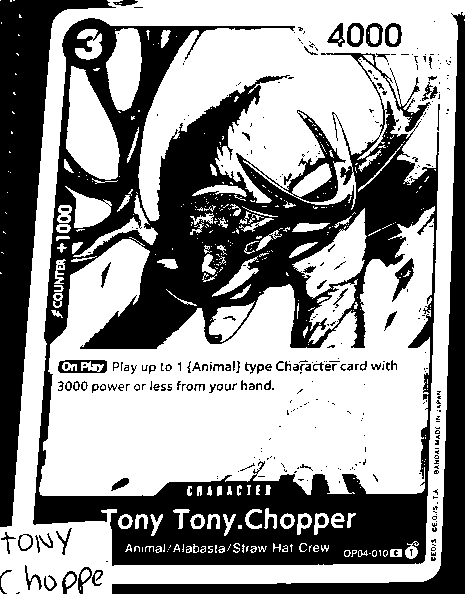 3
4000
COUNTER +1000
On Play Play up to 1 {Animal} type Character card with
3000 power or less from your hand.
CHARACTER
Tony Tony.Chopper
Animal/Alabasta/Straw Hat Crew
OP04-010 C 1
©E.O./S. ©E.O./S., T.A BANDAI MADE IN JAPAN
TONY
Choppe